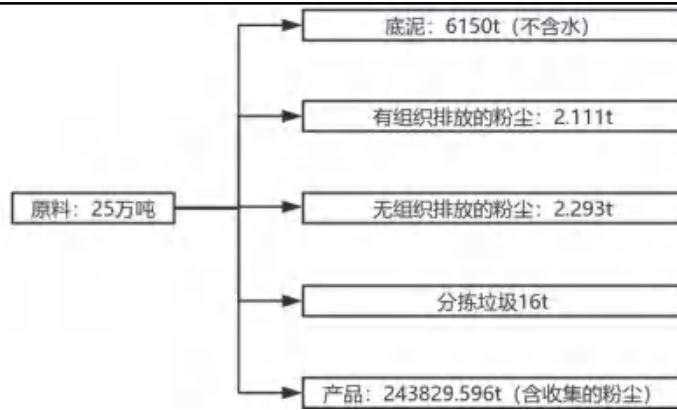 底泥：6150t（不含水）
有组织排放的粉尘：2.111t
原料：25万吨
无组织排放的粉尘：2.293t
分拣垃圾16t
产品：243829.596t（含收集的粉尘）